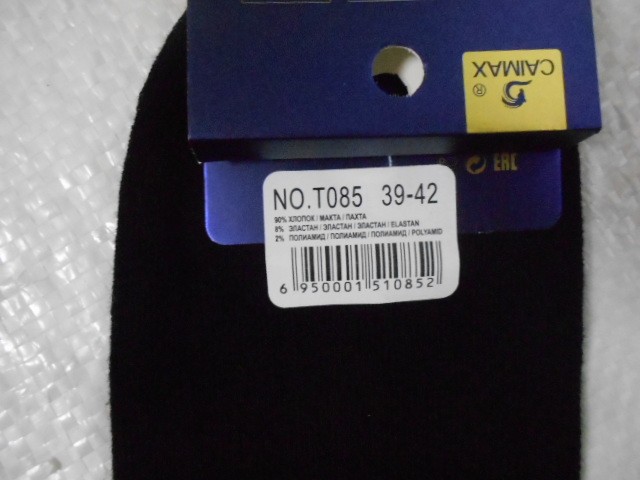 CAIMAX
®
EAC
NO.T085 39-42
90% ХЛОПОК / МАКТА / ПАХТА
8% ЭЛАСТАН / ЭЛАСТАН / ЭЛАСТАН / ELASTAN
2% ПОЛИАМИД / ПОЛИАМИД / ПОЛИАМИД / POLYAMID
6 950001 510852